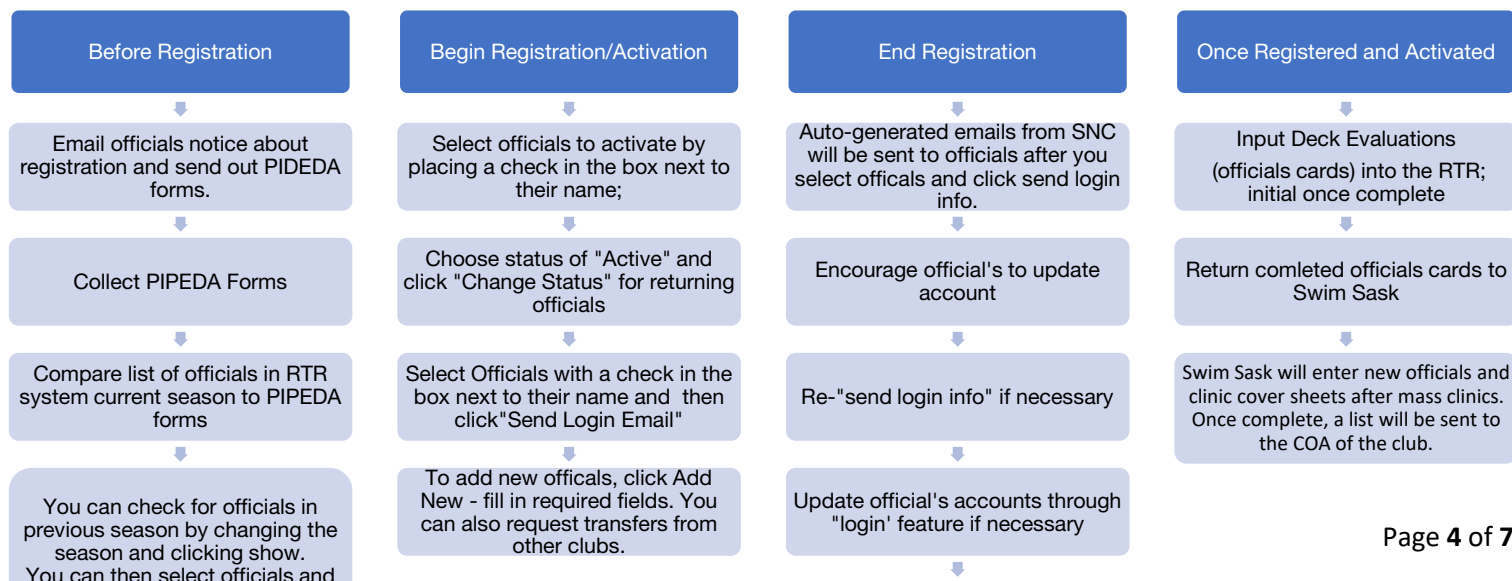 Before Registration
Email officials notice about
registration and send out PIDEDA
forms.
Collect PIPEDA Forms
Compare list of officials in RTR
system current season to PIPEDA
forms
You can check for officials in
previous season by changing the
season and clicking show.
You can then select officials and
Begin Registration/Activation
Select officials to activate by
placing a check in the box next to
their name;
Choose status of "Active" and
click "Change Status" for returning
officials
Select Officials with a check in the
box next to their name and then
click"Send Login Email"
To add new officals, click Add
New - fill in required fields. You
can also request transfers from
other clubs.
End Registration
Auto-generated emails from SNC
will be sent to officials after you
select officals and click send login
info.
Encourage official's to update
account
Re-"send login info" if necessary
Update official's accounts through
"login' feature if necessary
Once Registered and Activated
Input Deck Evaluations
(officials cards) into the RTR;
initial once complete
Return comleted officials cards to
Swim Sask
Swim Sask will enter new officials and
clinic cover sheets after mass clinics.
Once complete, a list will be sent to
the COA of the club.
Page 4 of 7